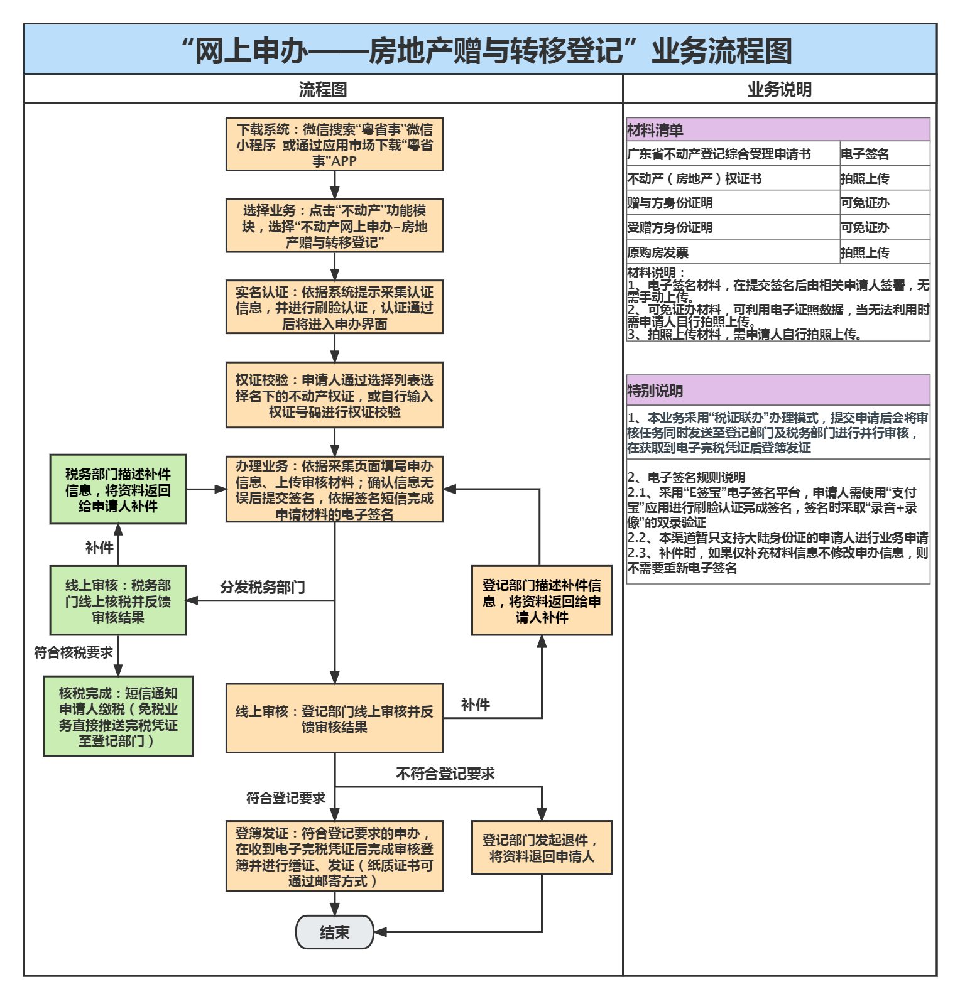 “网上申办——房地产赠与转移登记”业务流程图
流程图
业务说明
下载系统：微信搜索“粤省事”微信
小程序 或通过应用市场下载“粤省
事”APP
选择业务：点击“不动产”功能模
块，选择“不动产网上申办-房地
产赠与转移登记”
实名认证：依据系统提示采集认证
信息，并进行刷脸认证，认证通过
后将进入申办界面
权证校验：申请人通过选择列表选
择名下的不动产权证，或自行输入
权证号码进行权证校验
办理业务：依据采集页面填写申办
信息、上传审核材料；确认信息无
误后提交签名，依据签名短信完成
申请材料的电子签名
税务部门描述补件
信息，将资料返回
给申请人补件
补件
线上审核：税务部
门线上核税并反馈
审核结果
分发税务部门
符合核税要求
核税完成：短信通知
申请人缴税（免税业
务直接推送完税凭证
至登记部门）
登记部门描述补件信
息，将资料返回给申
请人补件
线上审核：登记部门线上审核并反
馈审核结果
补件
不符合登记要求
符合登记要求
登簿发证：符合登记要求的申办，
在收到电子完税凭证后完成审核登
簿并进行缮证、发证（纸质证书可
通过邮寄方式）
登记部门发起退件，
将资料退回申请人
结束
材料清单
广东省不动产登记综合受理申请书 电子签名
不动产（房地产）权证书 拍照上传
赠与方身份证明 可免证办
受赠方身份证明 可免证办
原购房发票 拍照上传
材料说明：
1、电子签名材料，在提交签名后由相关申请人签署，无
需手动上传。
2、可免证办材料，可利用电子证照数据，当无法利用时
需申请人自行拍照上传。
3、拍照上传材料，需申请人自行拍照上传。
特别说明
1、本业务采用“税证联办”办理模式，提交申请后会将审
核任务同时发送至登记部门及税务部门进行并行审核，
在获取到电子完税凭证后登簿发证
2、电子签名规则说明
2.1、采用“E签宝”电子签名平台，申请人需使用“支付
宝”应用进行刷脸认证完成签名，签名时采取“录音+录
像”的双录验证
2.2、本渠道暂只支持大陆身份证的申请人进行业务申请
2.3、补件时，如果仅补充材料信息不修改申办信息，则
不需要重新电子签名